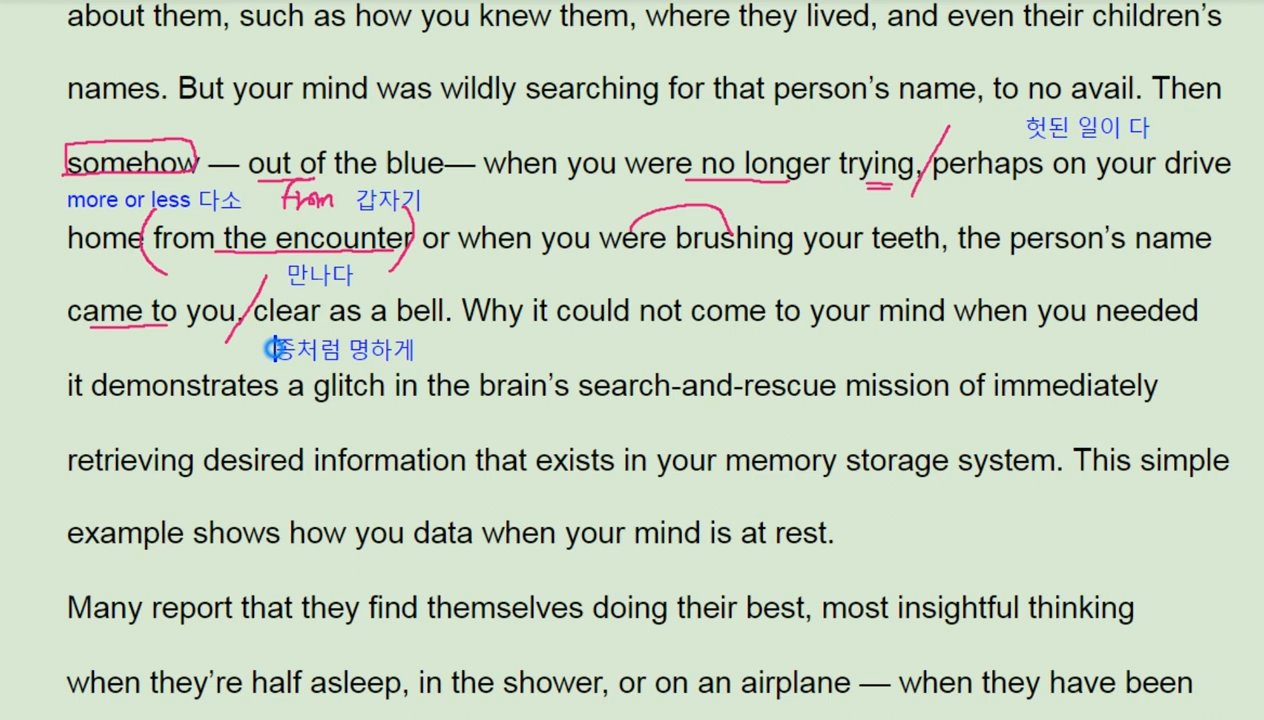 about them, such as how you knew them, where they lived, and even their children’s
names. But your mind was wildly searching for that person’s name, to no avail. Then
헛된 일이 다
somehow — out of the blue— when you were no longer trying, perhaps on your drive
more or less 다소 from 갑자기
home from the encounter or when you were brushing your teeth, the person’s name
만나다
came to you, clear as a bell. Why it could not come to your mind when you needed
종처럼 명하게
it demonstrates a glitch in the brain’s search-and-rescue mission of immediately
retrieving desired information that exists in your memory storage system. This simple
example shows how you data when your mind is at rest.
Many report that they find themselves doing their best, most insightful thinking
when they’re half asleep, in the shower, or on an airplane — when they have been